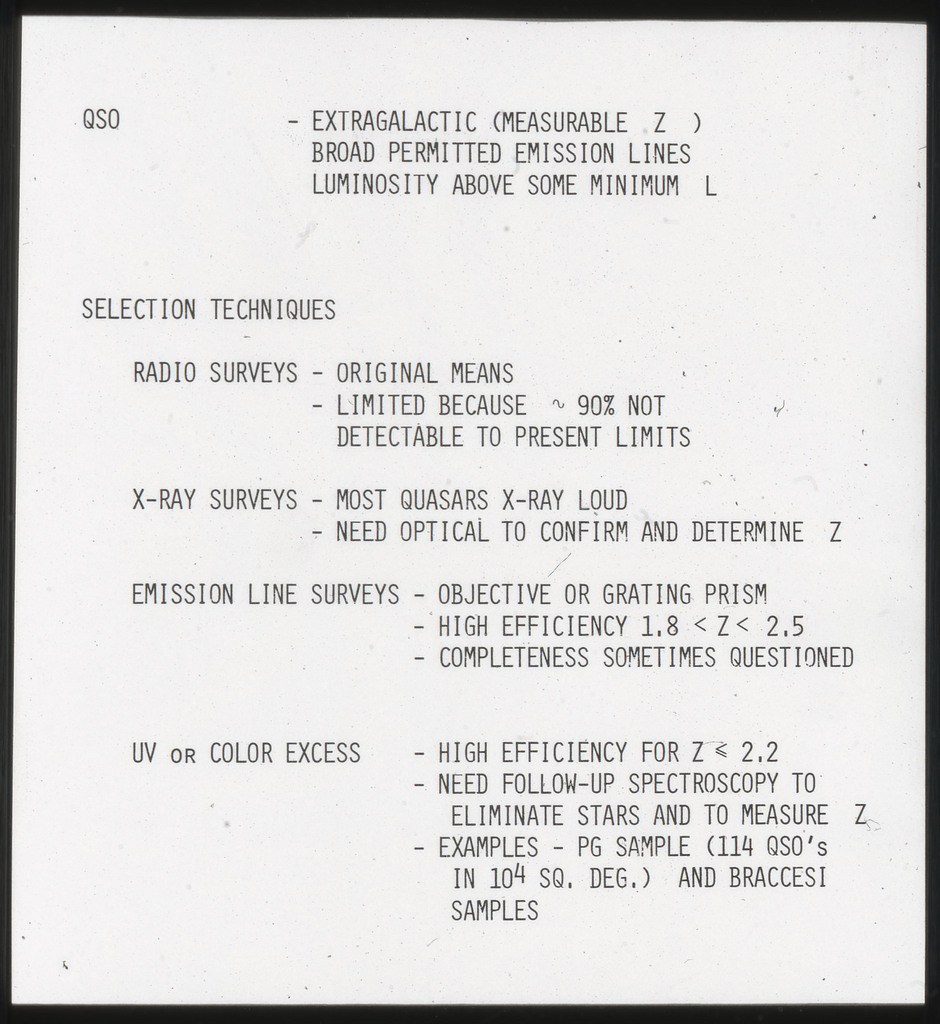 QSO - EXTRAGALACTIC (MEASURABLE Z )
BROAD PERMITTED EMISSION LINES
LUMINOSITY ABOVE SOME MINIMUM L
SELECTION TECHNIQUES
RADIO SURVEYS - ORIGINAL MEANS
- LIMITED BECAUSE ~ 90% NOT
DETECTABLE TO PRESENT LIMITS
X-RAY SURVEYS - MOST QUASARS X-RAY LOUD
- NEED OPTICAL TO CONFIRM AND DETERMINE Z
EMISSION LINE SURVEYS - OBJECTIVE OR GRATING PRISM
- HIGH EFFICIENCY 1.8 < Z < 2.5
- COMPLETENESS SOMETIMES QUESTIONED
UV OR COLOR EXCESS - HIGH EFFICIENCY FOR Z ⩽ 2.2
- NEED FOLLOW-UP SPECTROSCOPY TO
ELIMINATE STARS AND TO MEASURE Z
- EXAMPLES - PG SAMPLE (114 QSO's
IN 10⁴ SQ. DEG.) AND BRACCESI
SAMPLES